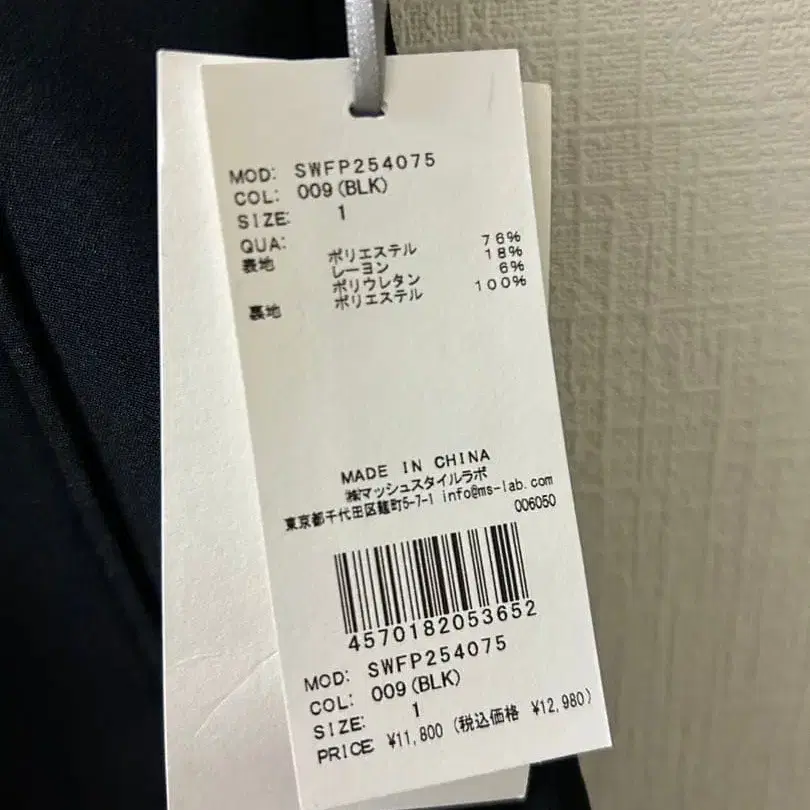 MOD: SWFP254075
COL: 009(BLK)
SIZE: 1
QUA:
表地 ポリエステル 76%
レーヨン 18%
ポリウレタン 6%
裏地 ポリエステル 100%
MADE IN CHINA
㈱マッシュスタイルラボ
東京都千代田区麹町5-7-1 info@ms-lab.com
006050
4570182053652
MOD: SWFP254075
COL: 009(BLK)
SIZE: 1
PRICE: ¥11,800 (税込価格 ¥12,980)